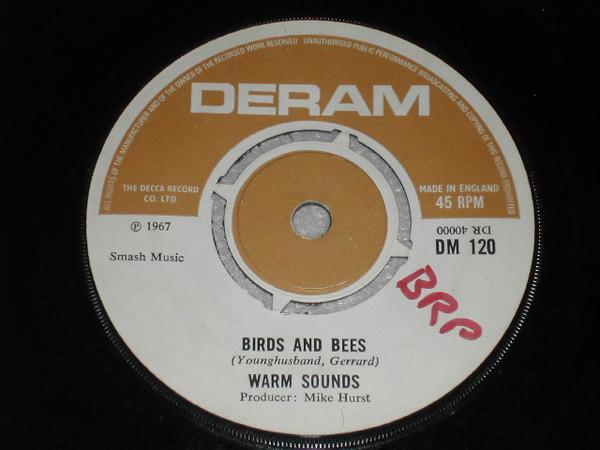 ALL RIGHTS OF THE MANUFACTURER AND OF THE OWNER OF THE RECORDED WORK RESERVED UNAUTHORISED PUBLIC PERFORMANCE BROADCASTING AND COPYING OF THIS RECORD PROHIBITED
DERAM
THE DECCA RECORD
CO. LTD.
MADE IN ENGLAND
45 RPM
℗ 1967
DR 40000
DM 120
Smash Music
BRP
BIRDS AND BEES
(Younghusband, Gerrard)
WARM SOUNDS
Producer: Mike Hurst